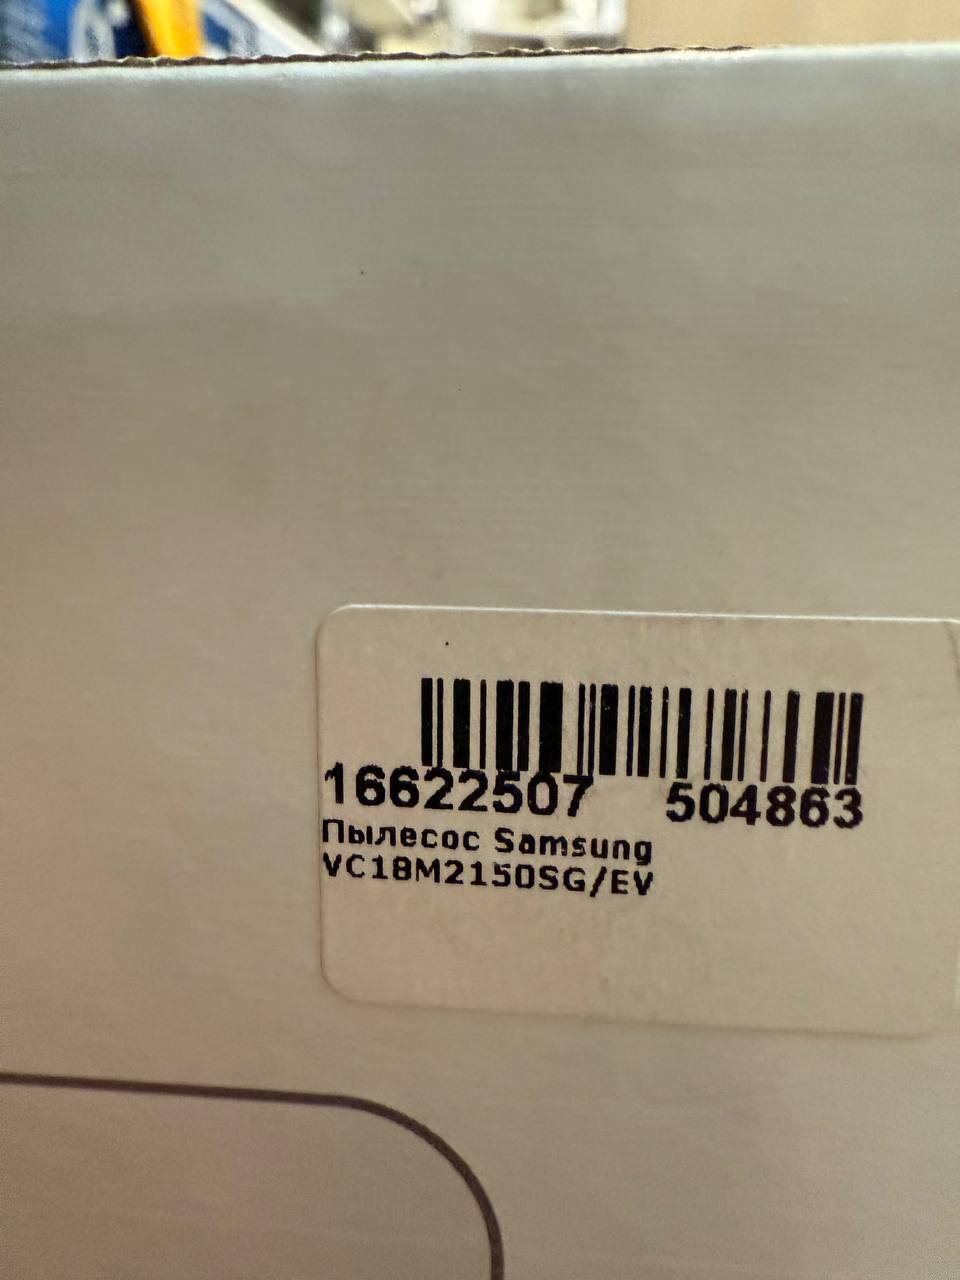 16622507 504863
Пылесос Samsung
VC18M2150SG/EV